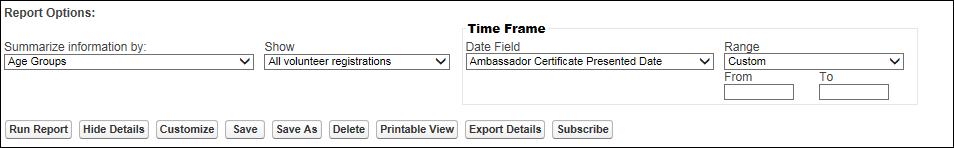 Report Options:
Time Frame
Summarize information by: Show Date Field Range
Age Groups All volunteer registrations Ambassador Certificate Presented Date Custom
From To
Run Report Hide Details Customize Save Save As Delete Printable View Export Details Subscribe